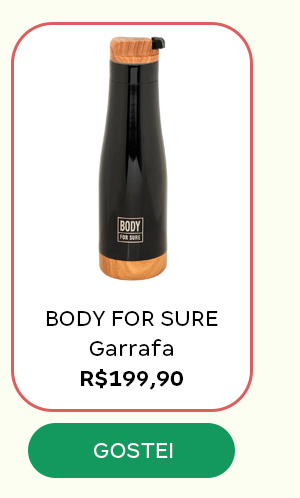 BODY
FOR SURE
BODY FOR SURE
Garrafa
R$199,90
GOSTEI